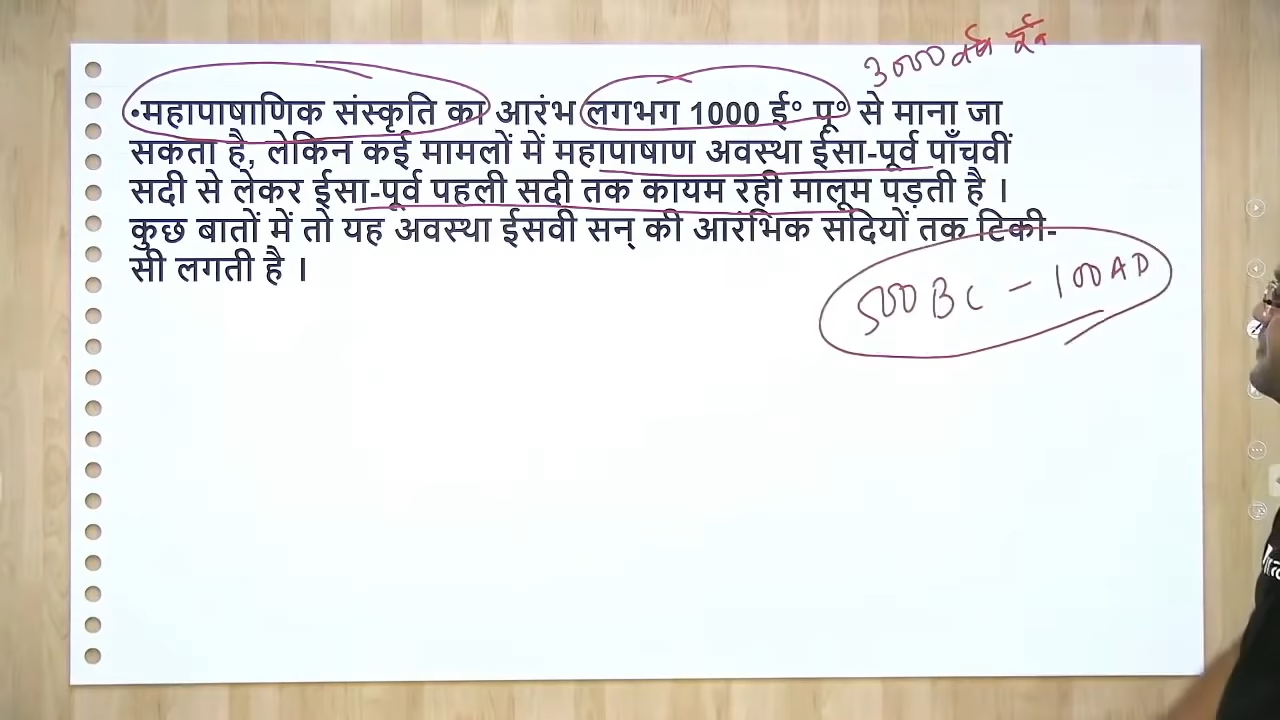 3000 वर्ष पूर्व
•महापाषाणिक संस्कृति का आरंभ लगभग 1000 ई° पू° से माना जा
सकता है, लेकिन कई मामलों में महापाषाण अवस्था ईसा-पूर्व पाँचवीं
सदी से लेकर ईसा-पूर्व पहली सदी तक कायम रही मालूम पड़ती है ।
कुछ बातों में तो यह अवस्था ईसवी सन् की आरंभिक सदियों तक टिकी-
सी लगती है ।
500 BC - 100 AD